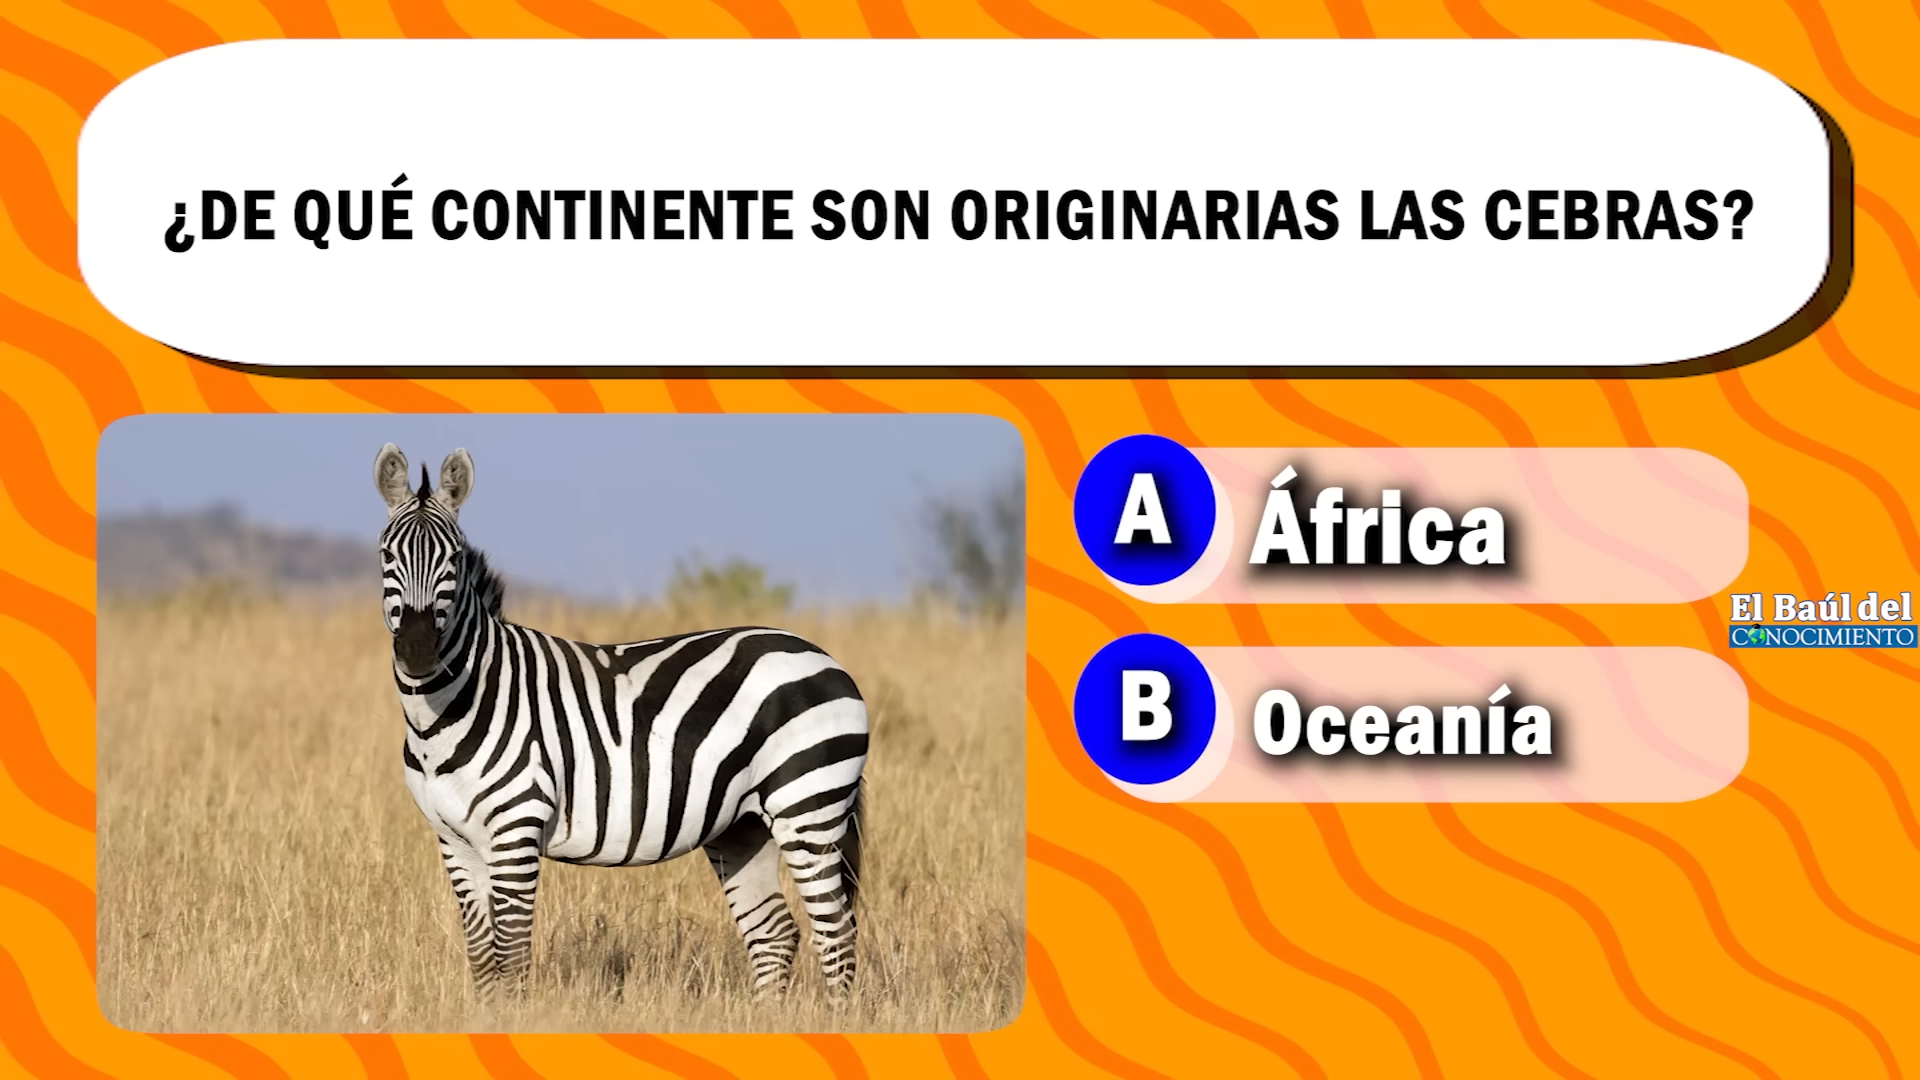 ¿DE QUÉ CONTINENTE SON ORIGINARIAS LAS CEBRAS?
A África
B Oceanía
El Baúl del
CONOCIMIENTO